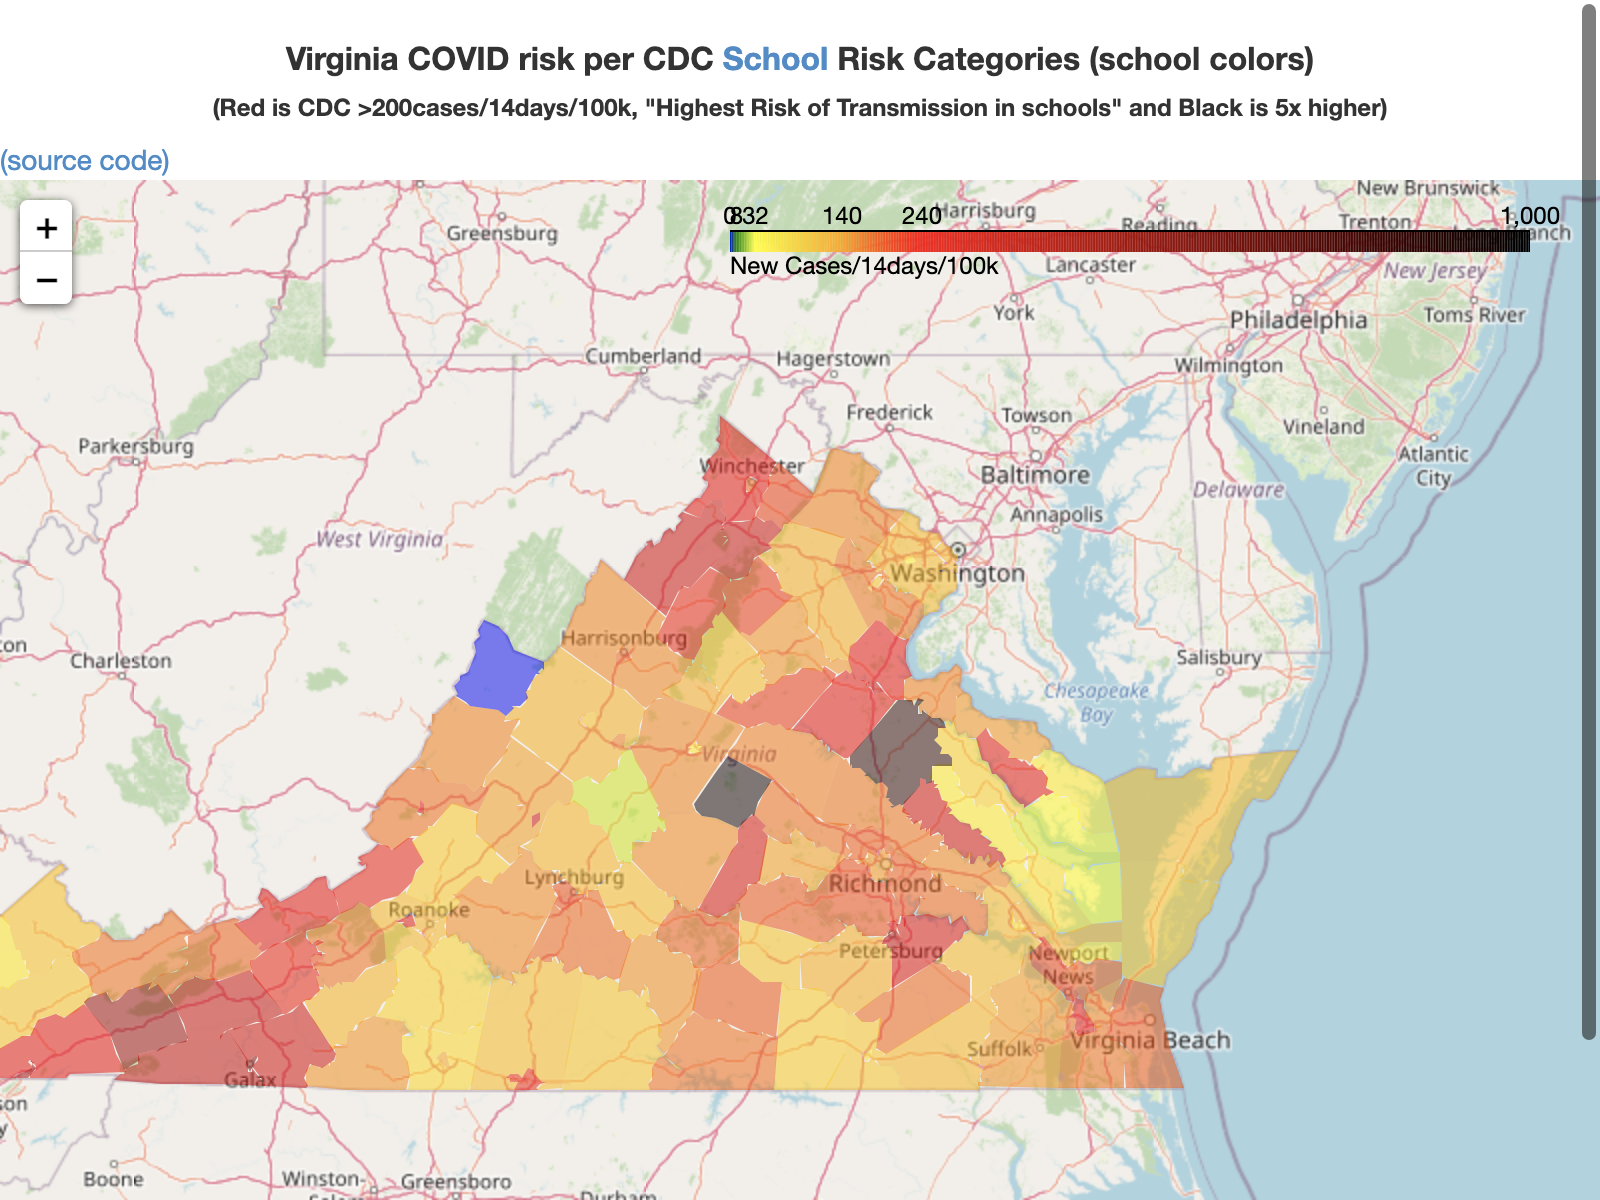 Virginia COVID risk per CDC School Risk Categories (school colors)
(Red is CDC >200cases/14days/100k, "Highest Risk of Transmission in schools" and Black is 5x higher)
(source code)
+
−
0832 140 240 1,000
New Cases/14days/100k
New Brunswick
Harrisburg
Reading
Trenton
Greensburg
Lancaster
New Jersey
York
Philadelphia
Toms River
Cumberland
Hagerstown
Wilmington
Frederick
Towson
Vineland
Parkersburg
Winchester
Baltimore
Atlantic
City
Delaware
Annapolis
West Virginia
Washington
Harrisonburg
ton
Charleston
Salisbury
Chesapeake
Bay
Virginia
Lynchburg
Richmond
Roanoke
Petersburg
Newport
News
Virginia Beach
Suffolk
Galax
son
y
Boone
Winston-
Greensboro
Durham